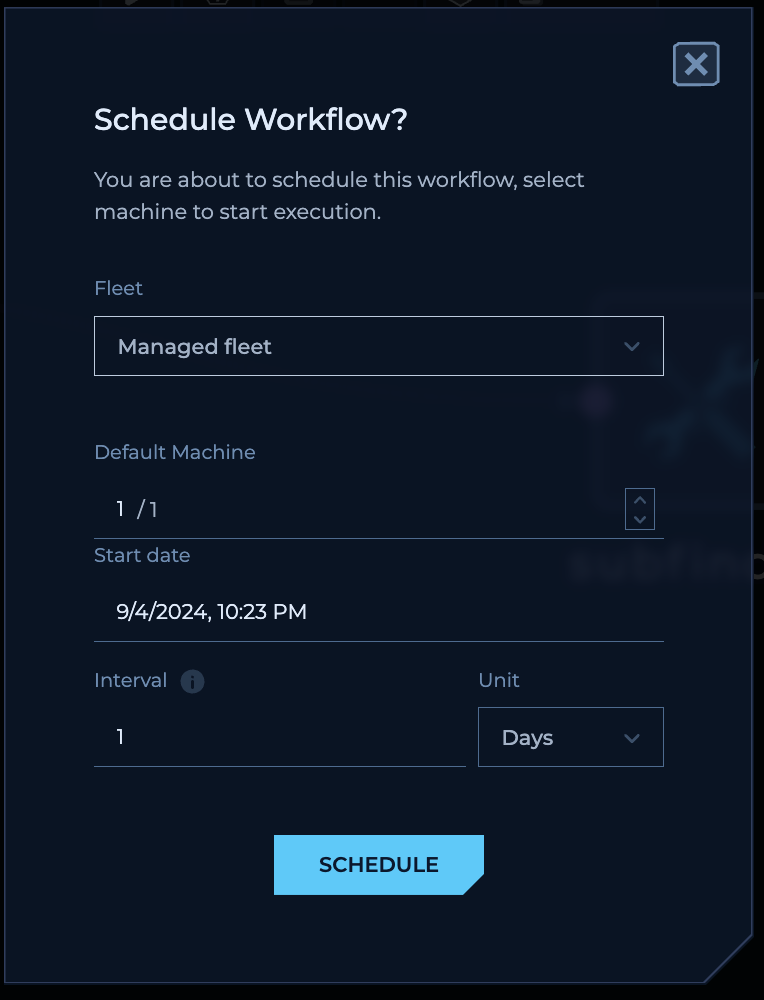 Schedule Workflow?
You are about to schedule this workflow, select
machine to start execution.
Fleet
Managed fleet
Default Machine
1 / 1
Start date
9/4/2024, 10:23 PM
Interval
Unit
1
Days
SCHEDULE